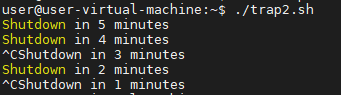 user@user-virtual-machine:~$ ./trap2.sh
Shutdown in 5 minutes
Shutdown in 4 minutes
^CShutdown in 3 minutes
Shutdown in 2 minutes
^CShutdown in 1 minutes